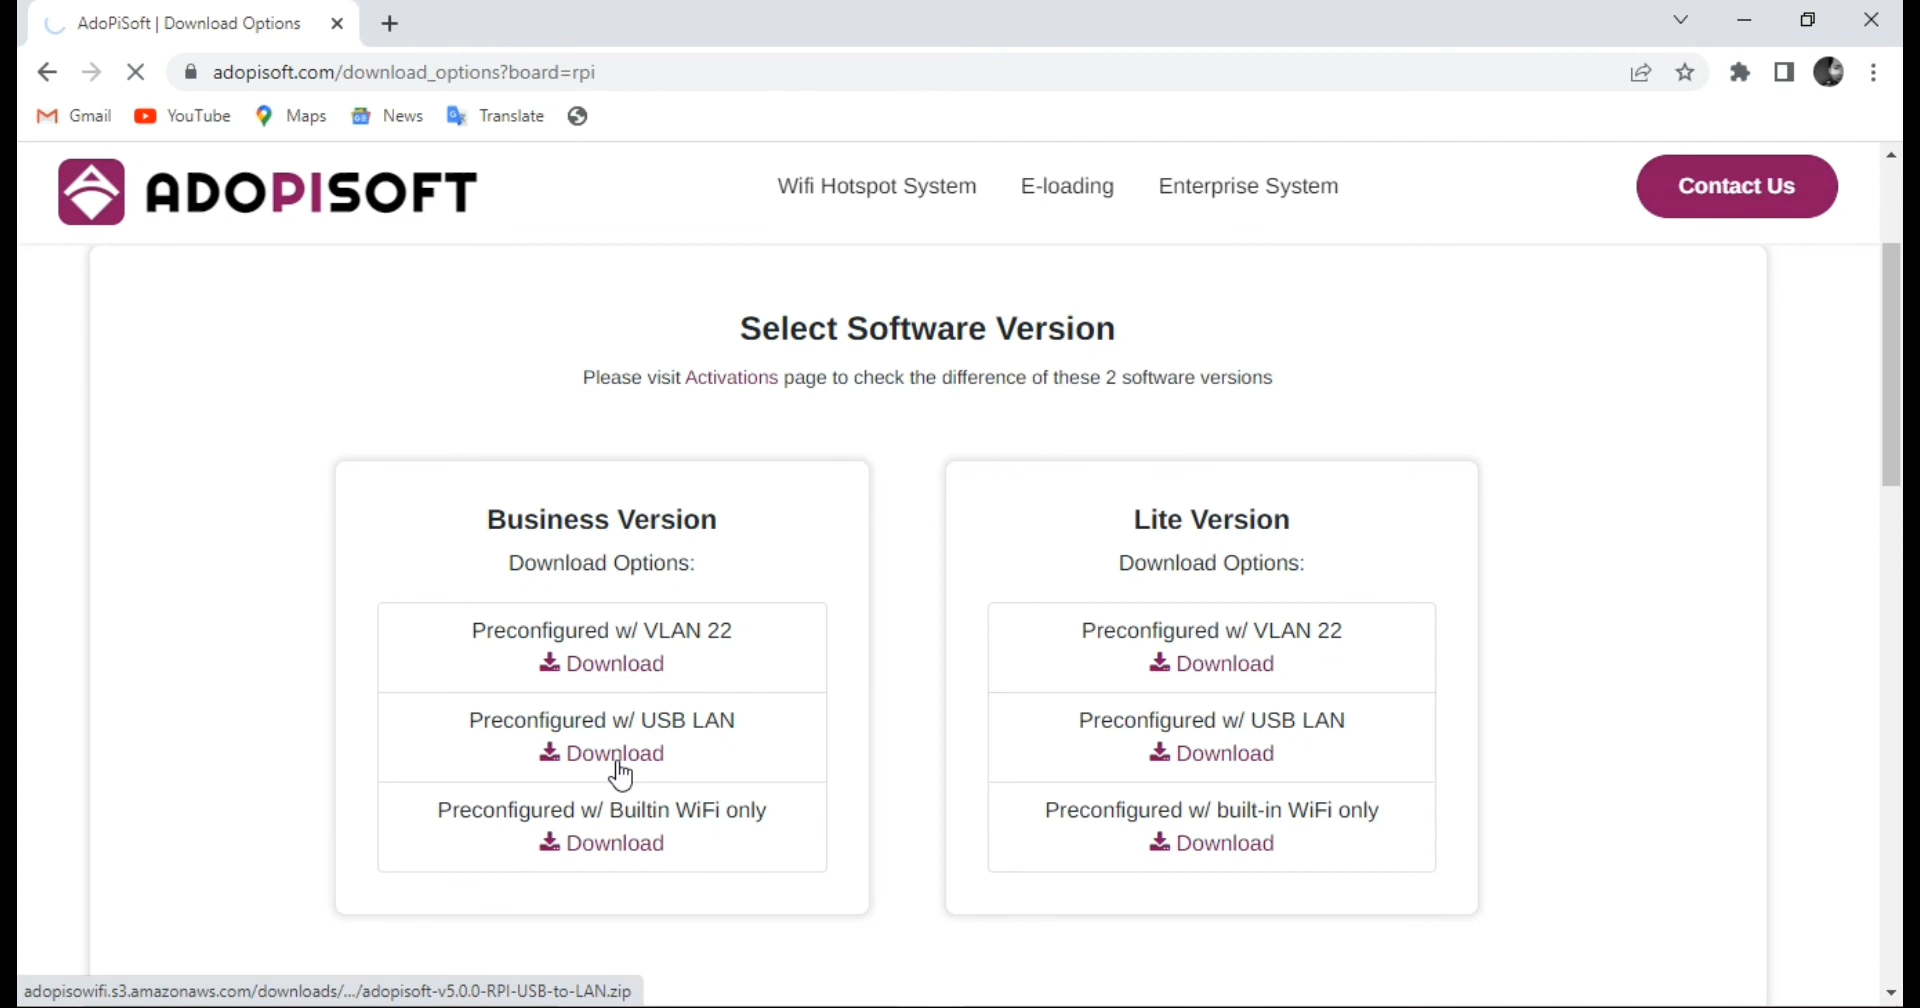 AdoPiSoft | Download Options
adopisoft.com/download_options?board=rpi
Gmail YouTube Maps News Translate
ADOPISOFT Wifi Hotspot System E-loading Enterprise System Contact Us
Select Software Version
Please visit Activations page to check the difference of these 2 software versions
Business Version
Download Options:
Preconfigured w/ VLAN 22
Download
Preconfigured w/ USB LAN
Download
Preconfigured w/ Builtin WiFi only
Download
Lite Version
Download Options:
Preconfigured w/ VLAN 22
Download
Preconfigured w/ USB LAN
Download
Preconfigured w/ built-in WiFi only
Download
adopisowifi.s3.amazonaws.com/downloads/.../adopisoft-v5.0.0-RPI-USB-to-LAN.zip